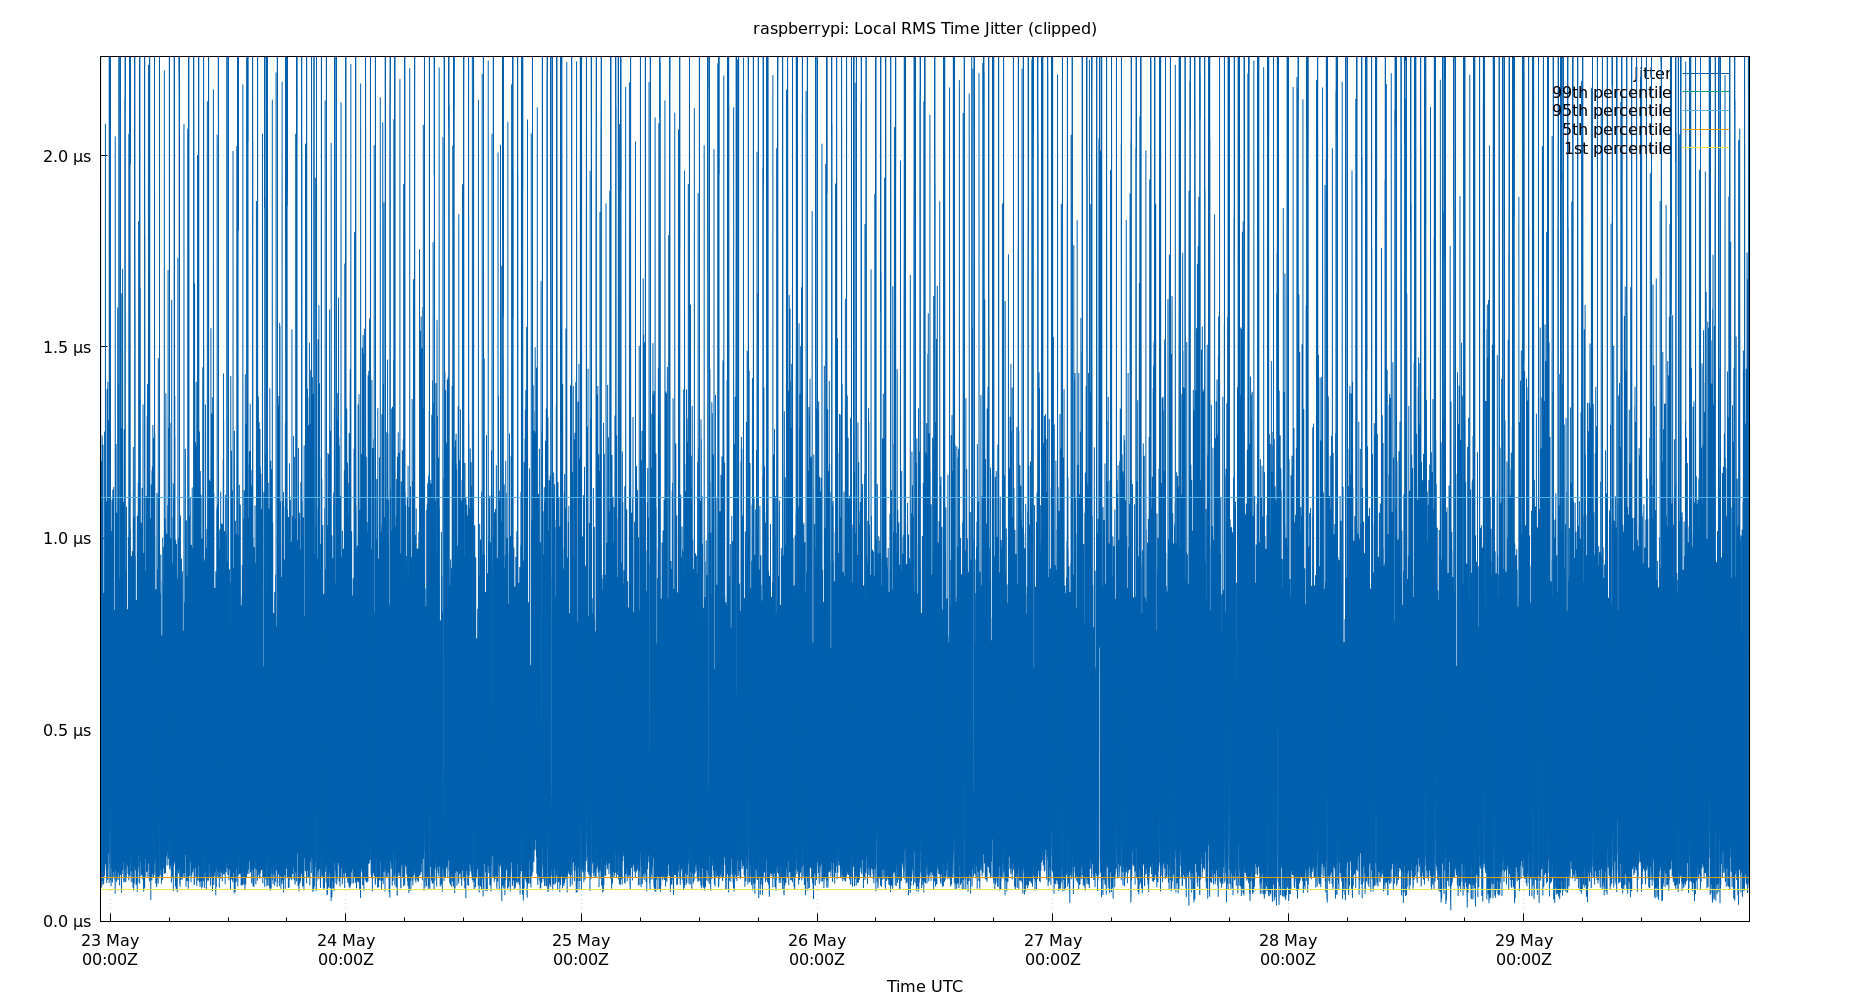 raspberrypi: Local RMS Time Jitter (clipped)
Jitter
99th percentile
95th percentile
5th percentile
1st percentile
2.0 µs
1.5 µs
1.0 µs
0.5 µs
0.0 µs
23 May 24 May 25 May 26 May 27 May 28 May 29 May
00:00Z 00:00Z 00:00Z 00:00Z 00:00Z 00:00Z 00:00Z
Time UTC